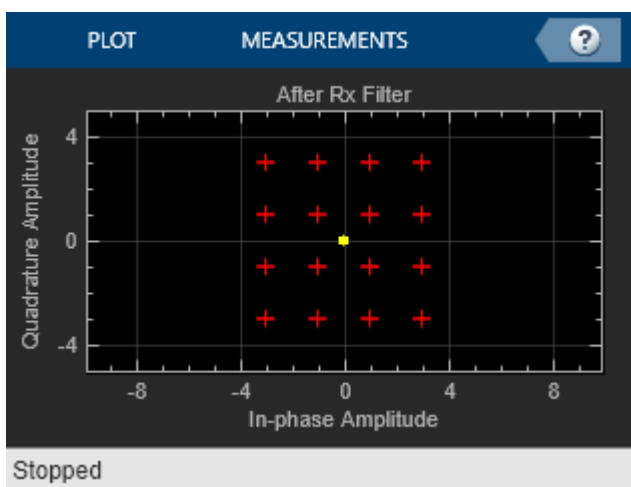 PLOT MEASUREMENTS ?
After Rx Filter
Quadrature Amplitude
4
0
-4
-8 -4 0 4 8
In-phase Amplitude
Stopped